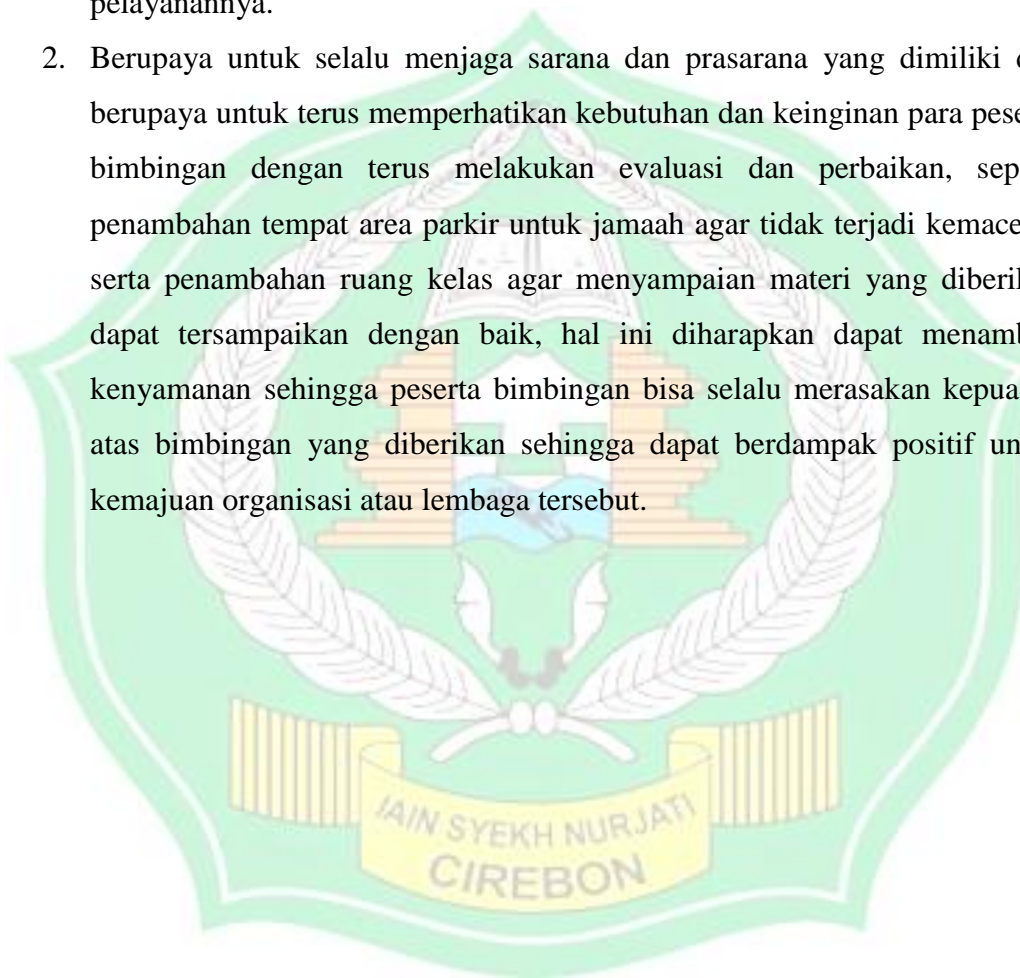 pelayanannya.
2. Berupaya untuk selalu menjaga sarana dan prasarana yang dimiliki
berupaya untuk terus memperhatikan kebutuhan dan keinginan para
bimbingan dengan terus melakukan evaluasi dan perbaikan,
penambahan tempat area parkir untuk jamaah agar tidak terjadi
serta penambahan ruang kelas agar menyampaian materi yang
dapat tersampaikan dengan baik, hal ini diharapkan dapat
kenyamanan sehingga peserta bimbingan bisa selalu merasakan
atas bimbingan yang diberikan sehingga dapat berdampak positif
kemajuan organisasi atau lembaga tersebut.
IAIN SYEKH NURJATI
CIREBON